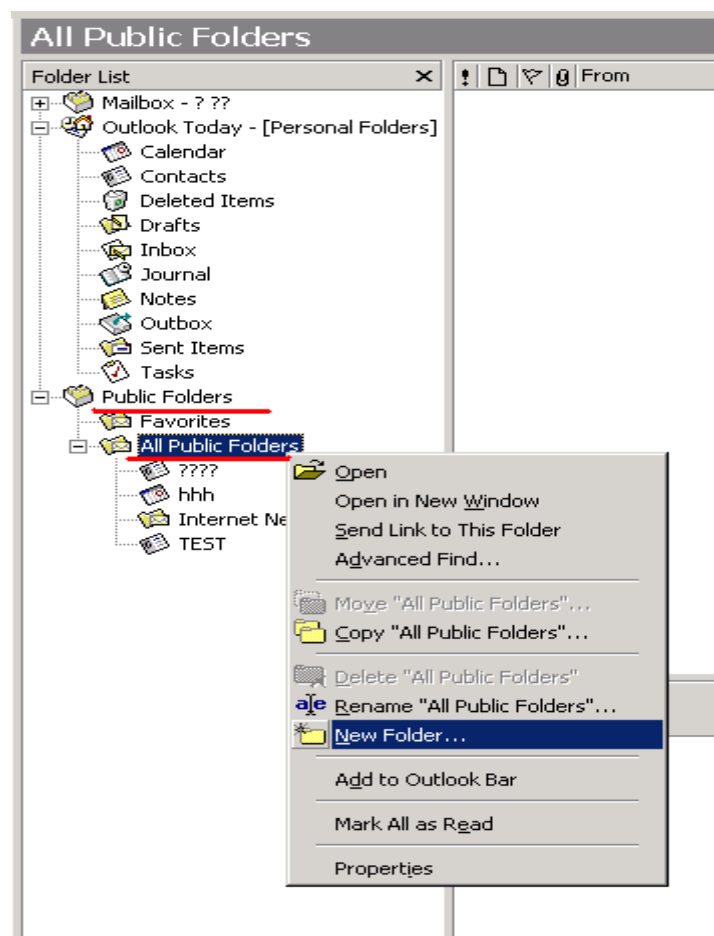 All Public Folders
Folder List
From
Mailbox - ? ??
Outlook Today - [Personal Folders]
Calendar
Contacts
Deleted Items
Drafts
Inbox
Journal
Notes
Outbox
Sent Items
Tasks
Public Folders
Favorites
All Public Folders
????
hhh
Internet Ne
TEST
Open
Open in New Window
Send Link to This Folder
Advanced Find...
Move "All Public Folders"...
Copy "All Public Folders"...
Delete "All Public Folders"
Rename "All Public Folders"...
New Folder...
Add to Outlook Bar
Mark All as Read
Properties